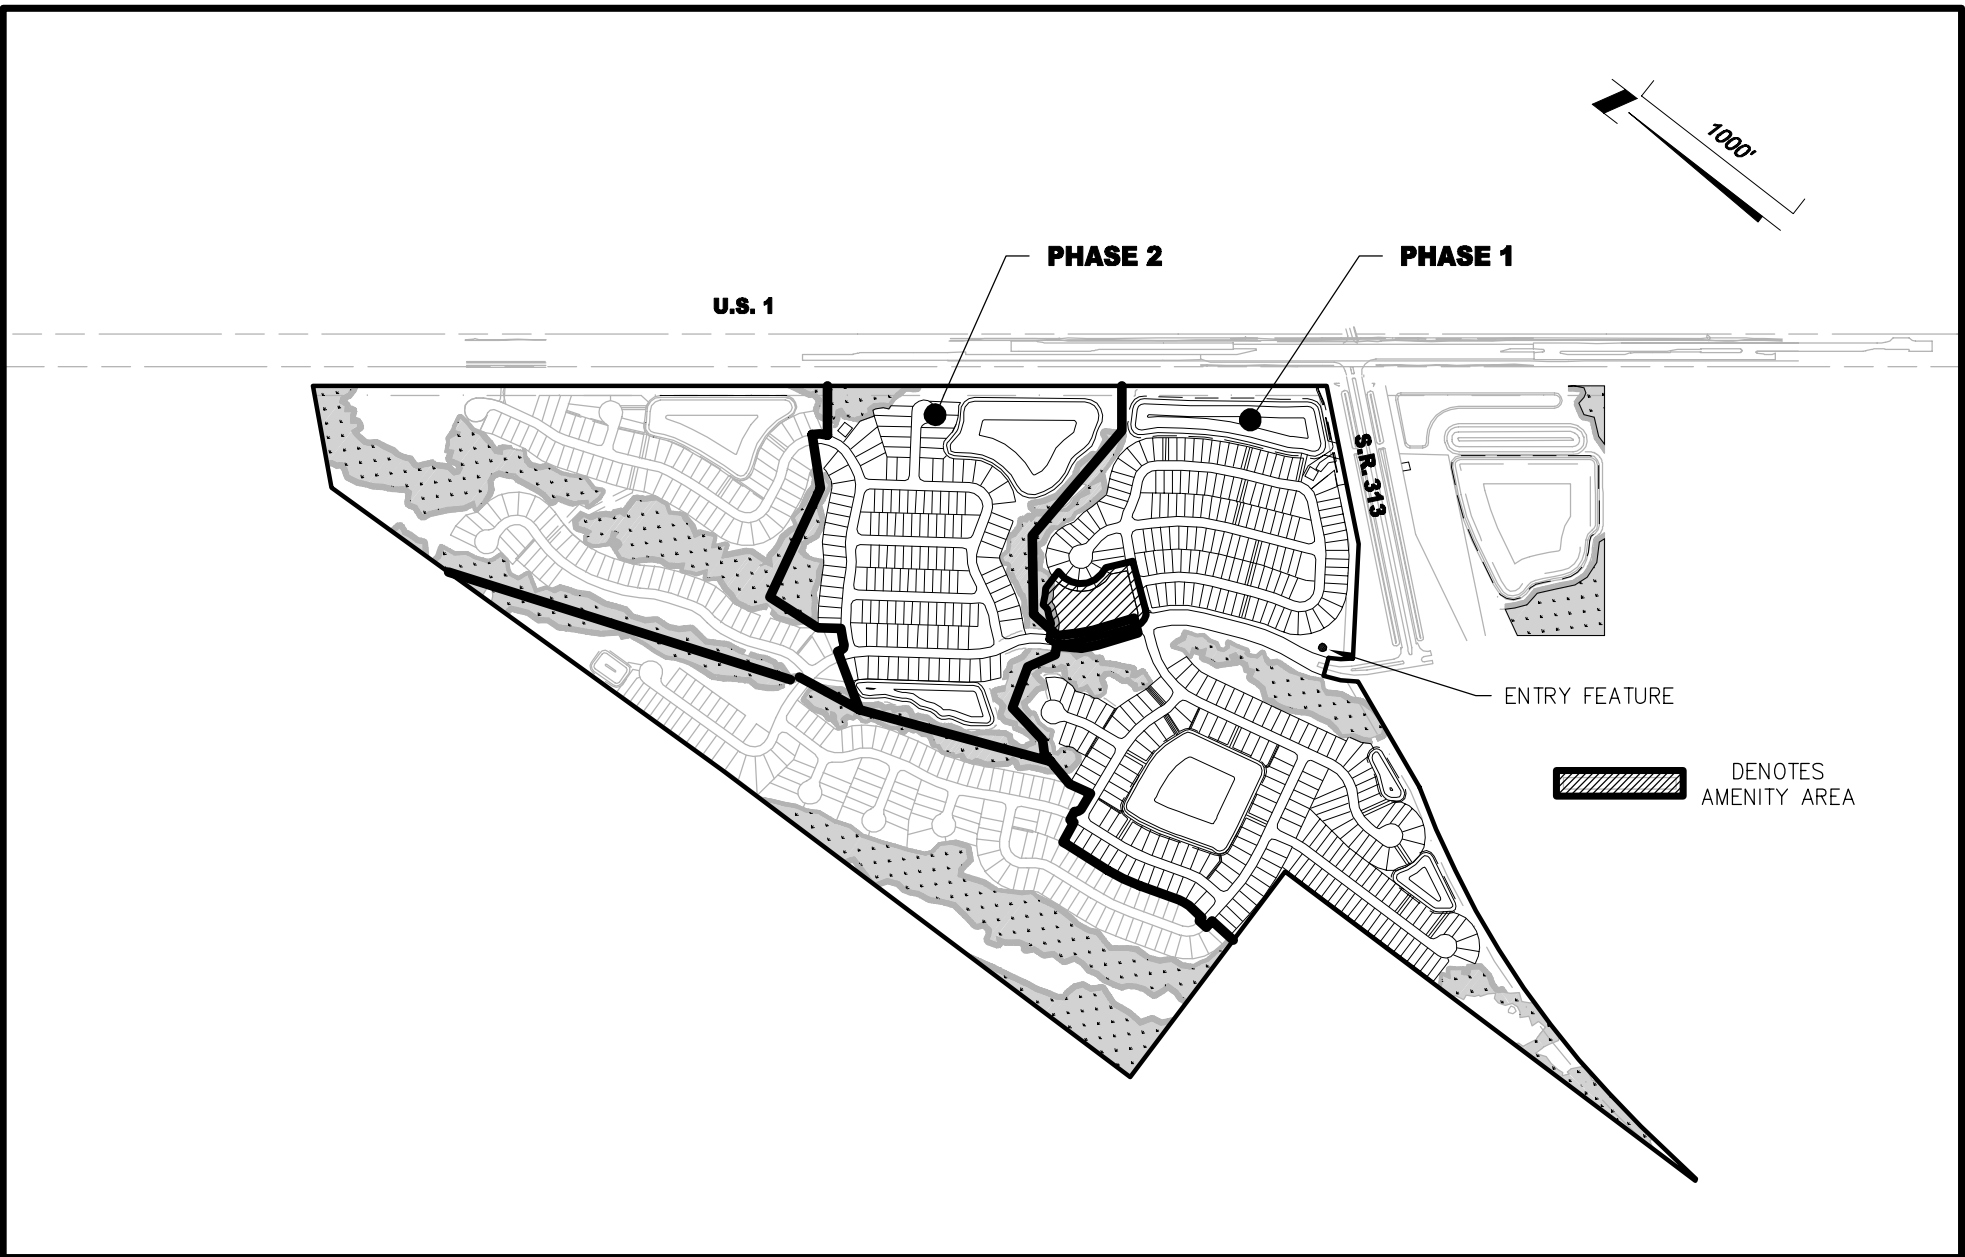 1000'
PHASE 2
PHASE 1
U.S. 1
S.R. 313
ENTRY FEATURE
DENOTES
AMENITY AREA